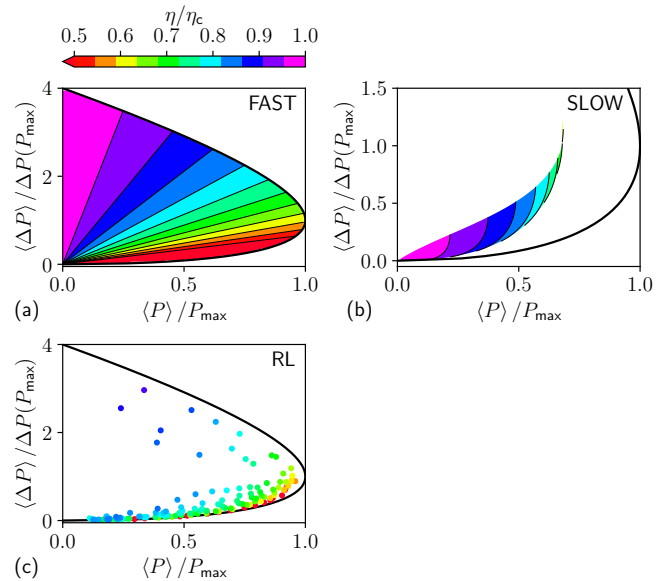 η/ηc
0.5 0.6 0.7 0.8 0.9 1.0
FAST
⟨ΔP⟩ / ΔP(Pmax)
4
2
0
0.0 0.5 1.0
⟨P⟩ /Pmax
(a)
SLOW
⟨ΔP⟩ / ΔP(Pmax)
1.5
1.0
0.5
0.0
0.0 0.5 1.0
⟨P⟩ /Pmax
(b)
RL
⟨ΔP⟩ / ΔP(Pmax)
4
2
0
0.0 0.5 1.0
⟨P⟩ /Pmax
(c)